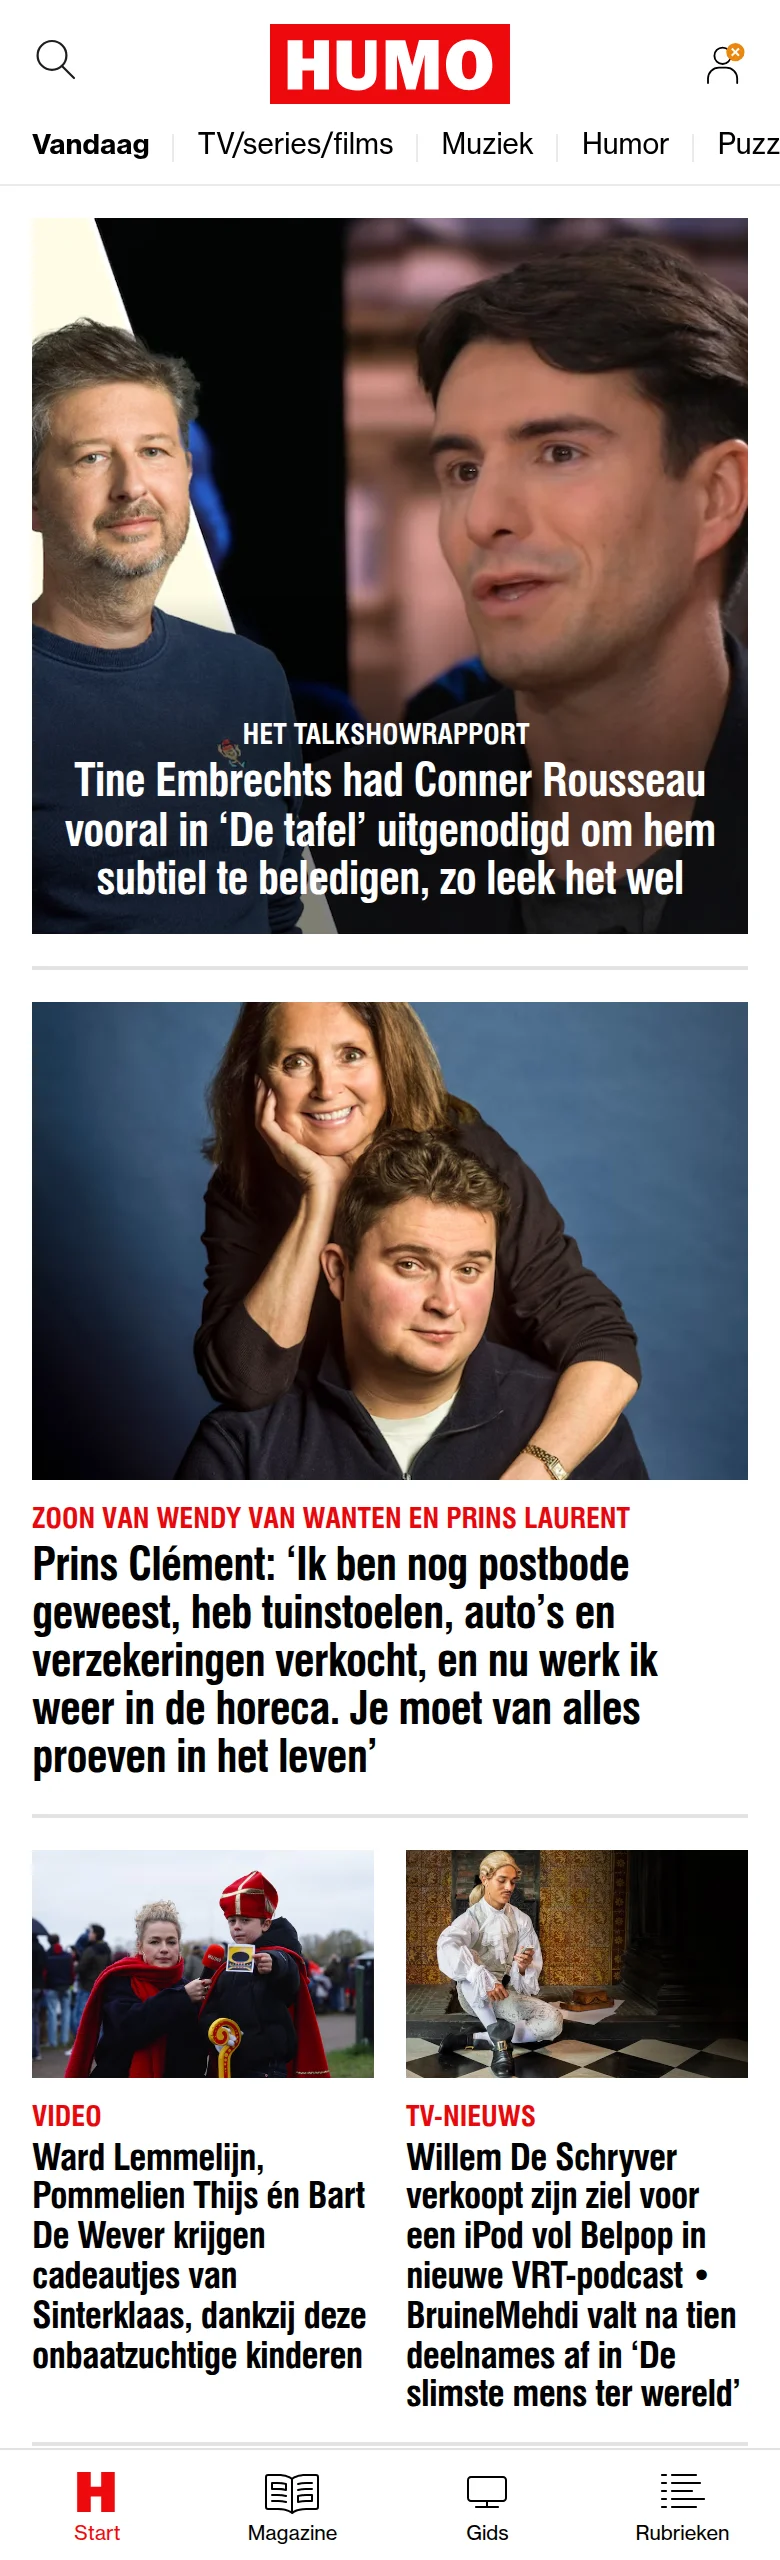 HUMO
Vandaag
TV/series/films
Muziek
Humor
Puzz
HET TALKSHOWRAPPORT
Tine Embrechts had Conner Rousseau
vooral in ‘De tafel’ uitgenodigd om hem
subtiel te beledigen, zo leek het wel
ZOON VAN WENDY VAN WANTEN EN PRINS LAURENT
Prins Clément: ‘Ik ben nog postbode
geweest, heb tuinstoelen, auto’s en
verzekeringen verkocht, en nu werk ik
weer in de horeca. Je moet van alles
proeven in het leven’
VIDEO
Ward Lemmelijn,
Pommelien Thijs én Bart
De Wever krijgen
cadeautjes van
Sinterklaas, dankzij deze
onbaatzuchtige kinderen
TV-NIEUWS
Willem De Schryver
verkoopt zijn ziel voor
een iPod vol Belpop in
nieuwe VRT-podcast •
BruineMehdi valt na tien
deelnames af in ‘De
slimste mens ter wereld’
H
Start
Magazine
Gids
Rubrieken